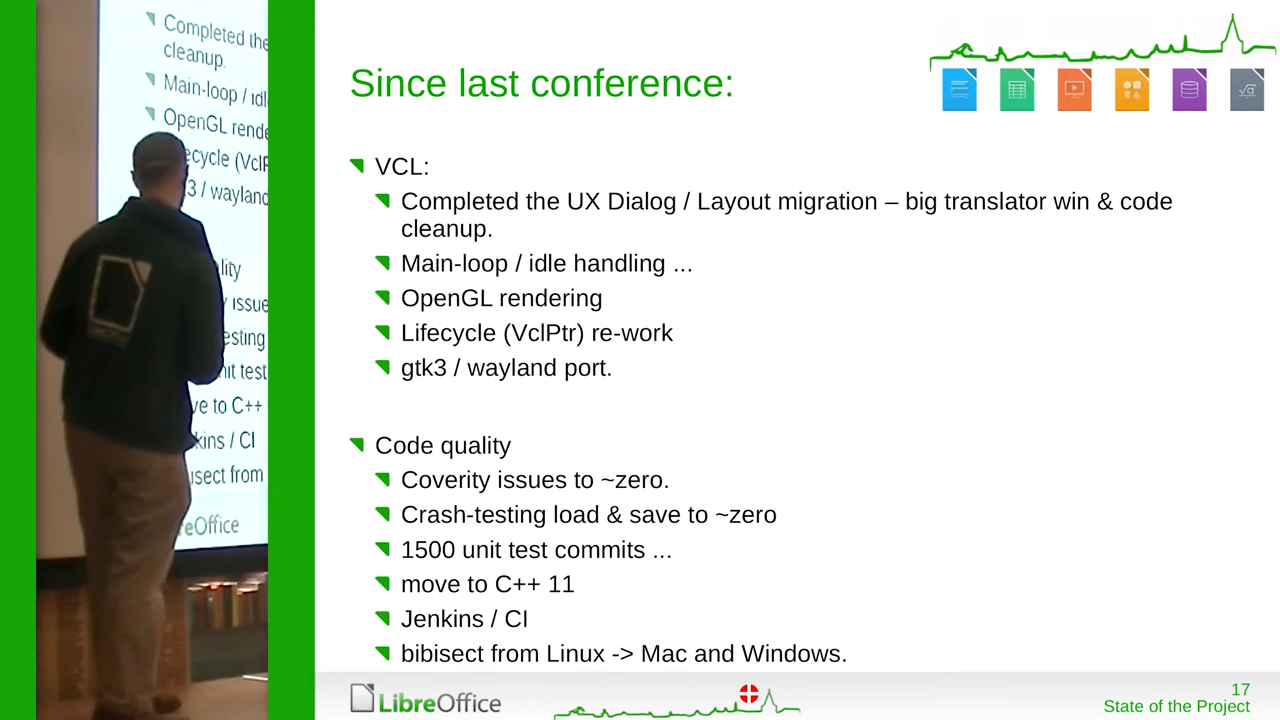 Completed the
cleanup.
Main-loop / idl
OpenGL rende
ecycle (VclP
3 / wayland
lity
issue
esting
nit test
ve to C++
kins / CI
isect from
eOffice
Since last conference:
VCL:
Completed the UX Dialog / Layout migration – big translator win & code
cleanup.
Main-loop / idle handling ...
OpenGL rendering
Lifecycle (VclPtr) re-work
gtk3 / wayland port.
Code quality
Coverity issues to ~zero.
Crash-testing load & save to ~zero
1500 unit test commits ...
move to C++ 11
Jenkins / CI
bibisect from Linux -> Mac and Windows.
LibreOffice
17
State of the Project